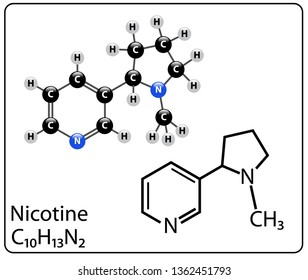 H H H
H C C
H
C C C H
H C C N H
H
C C C H
H N H H H
N
CH₃
N
Nicotine
C₁₀H₁₃N₂
shutterstock.com · 1362451793